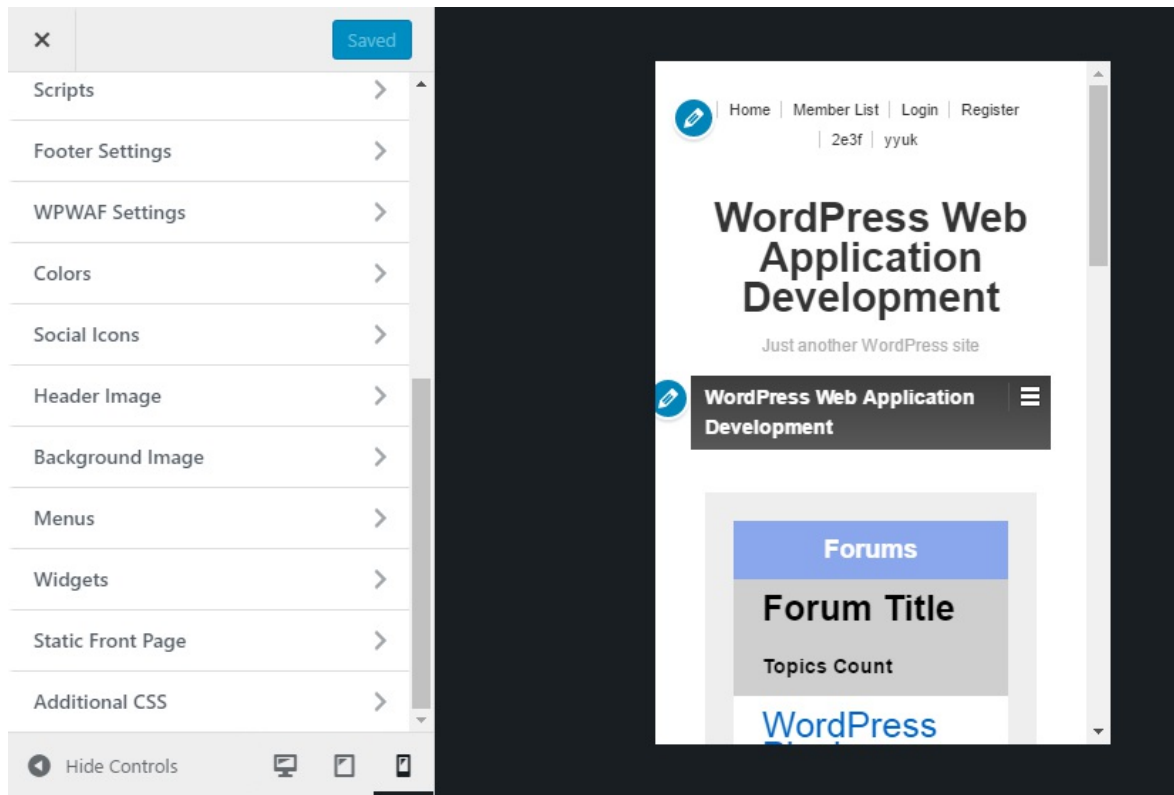 Saved
Scripts
Footer Settings
WPWAF Settings
Colors
Social Icons
Header Image
Background Image
Menus
Widgets
Static Front Page
Additional CSS
Hide Controls
Home Member List Login Register
2e3f yyuk
WordPress Web
Application
Development
Just another WordPress site
WordPress Web Application
Development
Forums
Forum Title
Topics Count
WordPress